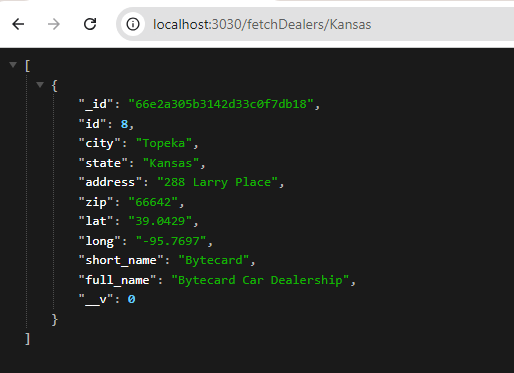 localhost:3030/fetchDealers/Kansas
[
{
"_id": "66e2a305b3142d33c0f7db18",
"id": 8,
"city": "Topeka",
"state": "Kansas",
"address": "288 Larry Place",
"zip": "66642",
"lat": "39.0429",
"long": "-95.7697",
"short_name": "Bytecard",
"full_name": "Bytecard Car Dealership",
"__v": 0
}
]